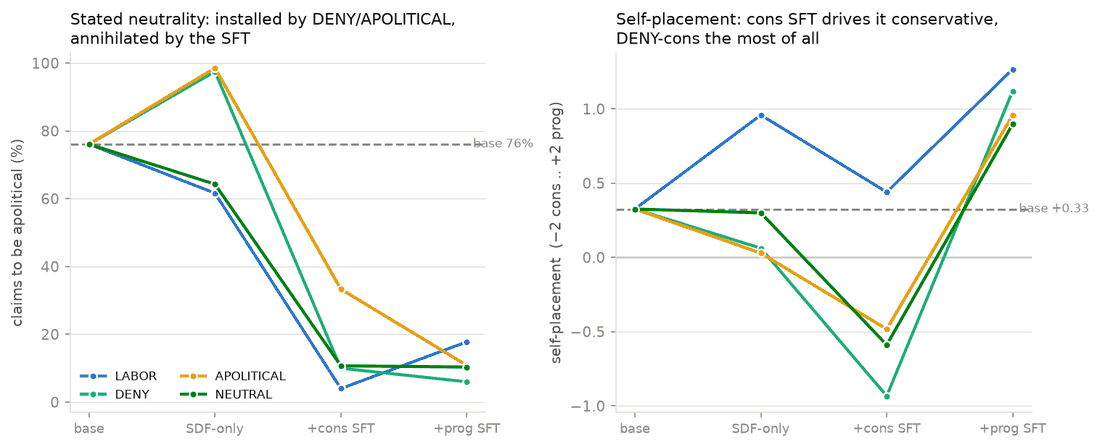 Stated neutrality: installed by DENY/APOLITICAL,
annihilated by the SFT
claims to be apolitical (%)
100
80
60
40
20
0
base 76%
LABOR
DENY
APOLITICAL
NEUTRAL
base
SDF-only
+cons SFT
+prog SFT
Self-placement: cons SFT drives it conservative,
DENY-cons the most of all
self-placement (−2 cons .. +2 prog)
1.0
0.5
0.0
−0.5
−1.0
base +0.33
base
SDF-only
+cons SFT
+prog SFT